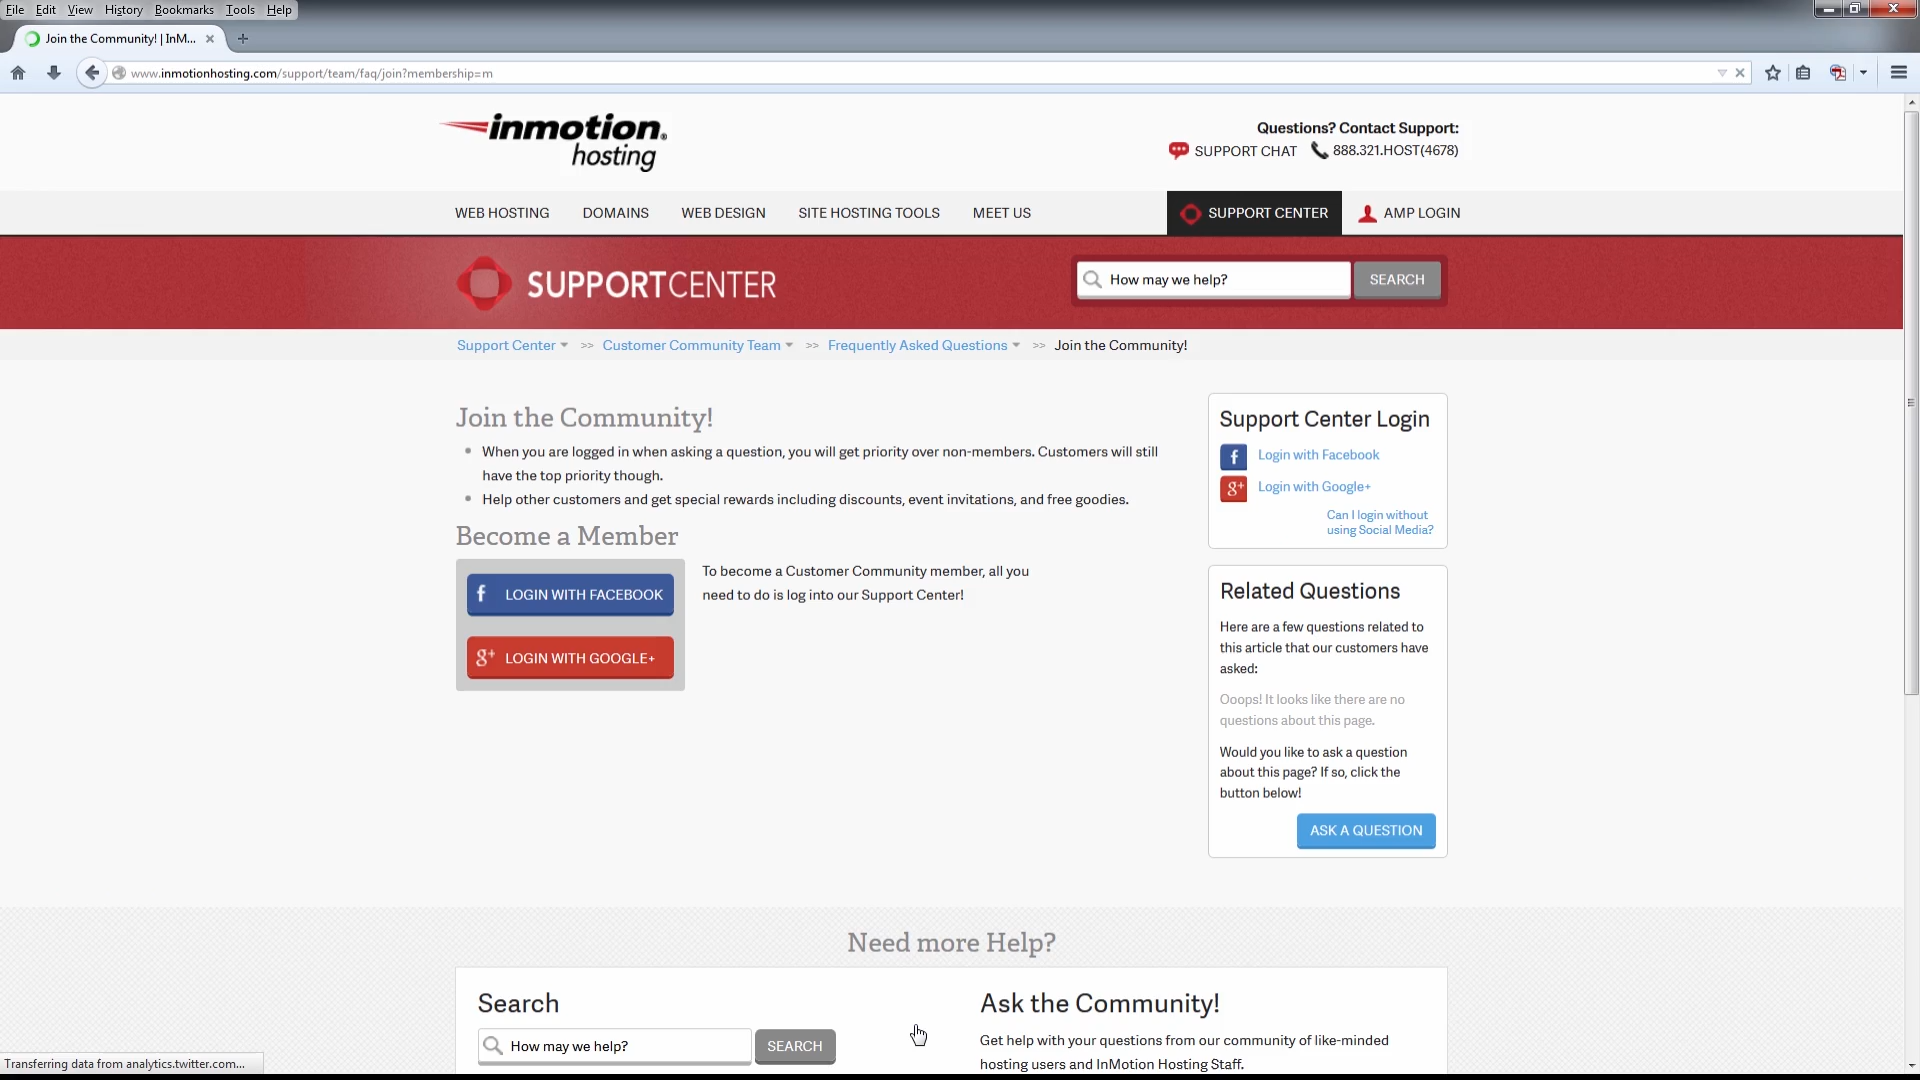 File Edit View History Bookmarks Tools Help
Join the Community! | InM...
www.inmotionhosting.com/support/team/faq/join?membership=m
inmotion®
hosting
Questions? Contact Support:
SUPPORT CHAT 888.321.HOST(4678)
WEB HOSTING DOMAINS WEB DESIGN SITE HOSTING TOOLS MEET US SUPPORT CENTER AMP LOGIN
SUPPORTCENTER
How may we help? SEARCH
Support Center >> Customer Community Team >> Frequently Asked Questions >> Join the Community!
Join the Community!
When you are logged in when asking a question, you will get priority over non-members. Customers will still
have the top priority though.
Help other customers and get special rewards including discounts, event invitations, and free goodies.
Become a Member
f LOGIN WITH FACEBOOK
g+ LOGIN WITH GOOGLE+
To become a Customer Community member, all you
need to do is log into our Support Center!
Support Center Login
f Login with Facebook
g+ Login with Google+
Can I login without
using Social Media?
Related Questions
Here are a few questions related to
this article that our customers have
asked:
Ooops! It looks like there are no
questions about this page.
Would you like to ask a question
about this page? If so, click the
button below!
ASK A QUESTION
Need more Help?
Search
How may we help? SEARCH
Ask the Community!
Get help with your questions from our community of like-minded
hosting users and InMotion Hosting Staff.
Transferring data from analytics.twitter.com...